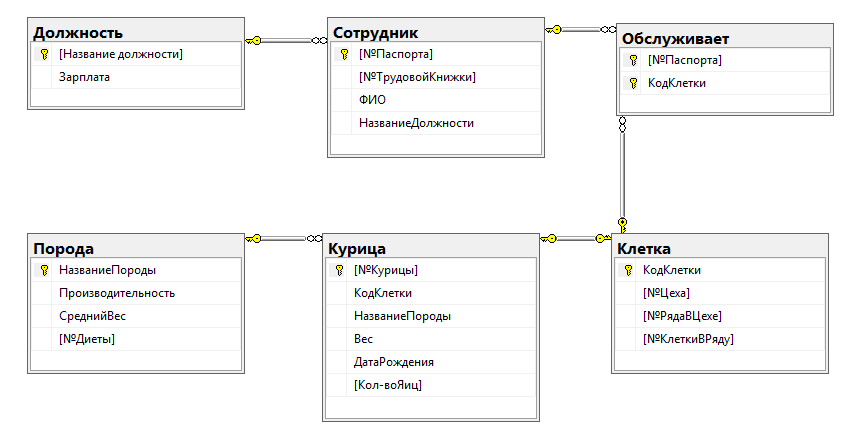 Должность
[Название должности]
Зарплата
Сотрудник
[№Паспорта]
[№ТрудовойКнижки]
ФИО
НазваниеДолжности
Обслуживает
[№Паспорта]
КодКлетки
Порода
НазваниеПороды
Производительность
СреднийВес
[№Диеты]
Курица
[№Курицы]
КодКлетки
НазваниеПороды
Вес
ДатаРождения
[Кол-воЯиц]
Клетка
КодКлетки
[№Цеха]
[№РядаВЦехе]
[№КлеткиВРяду]